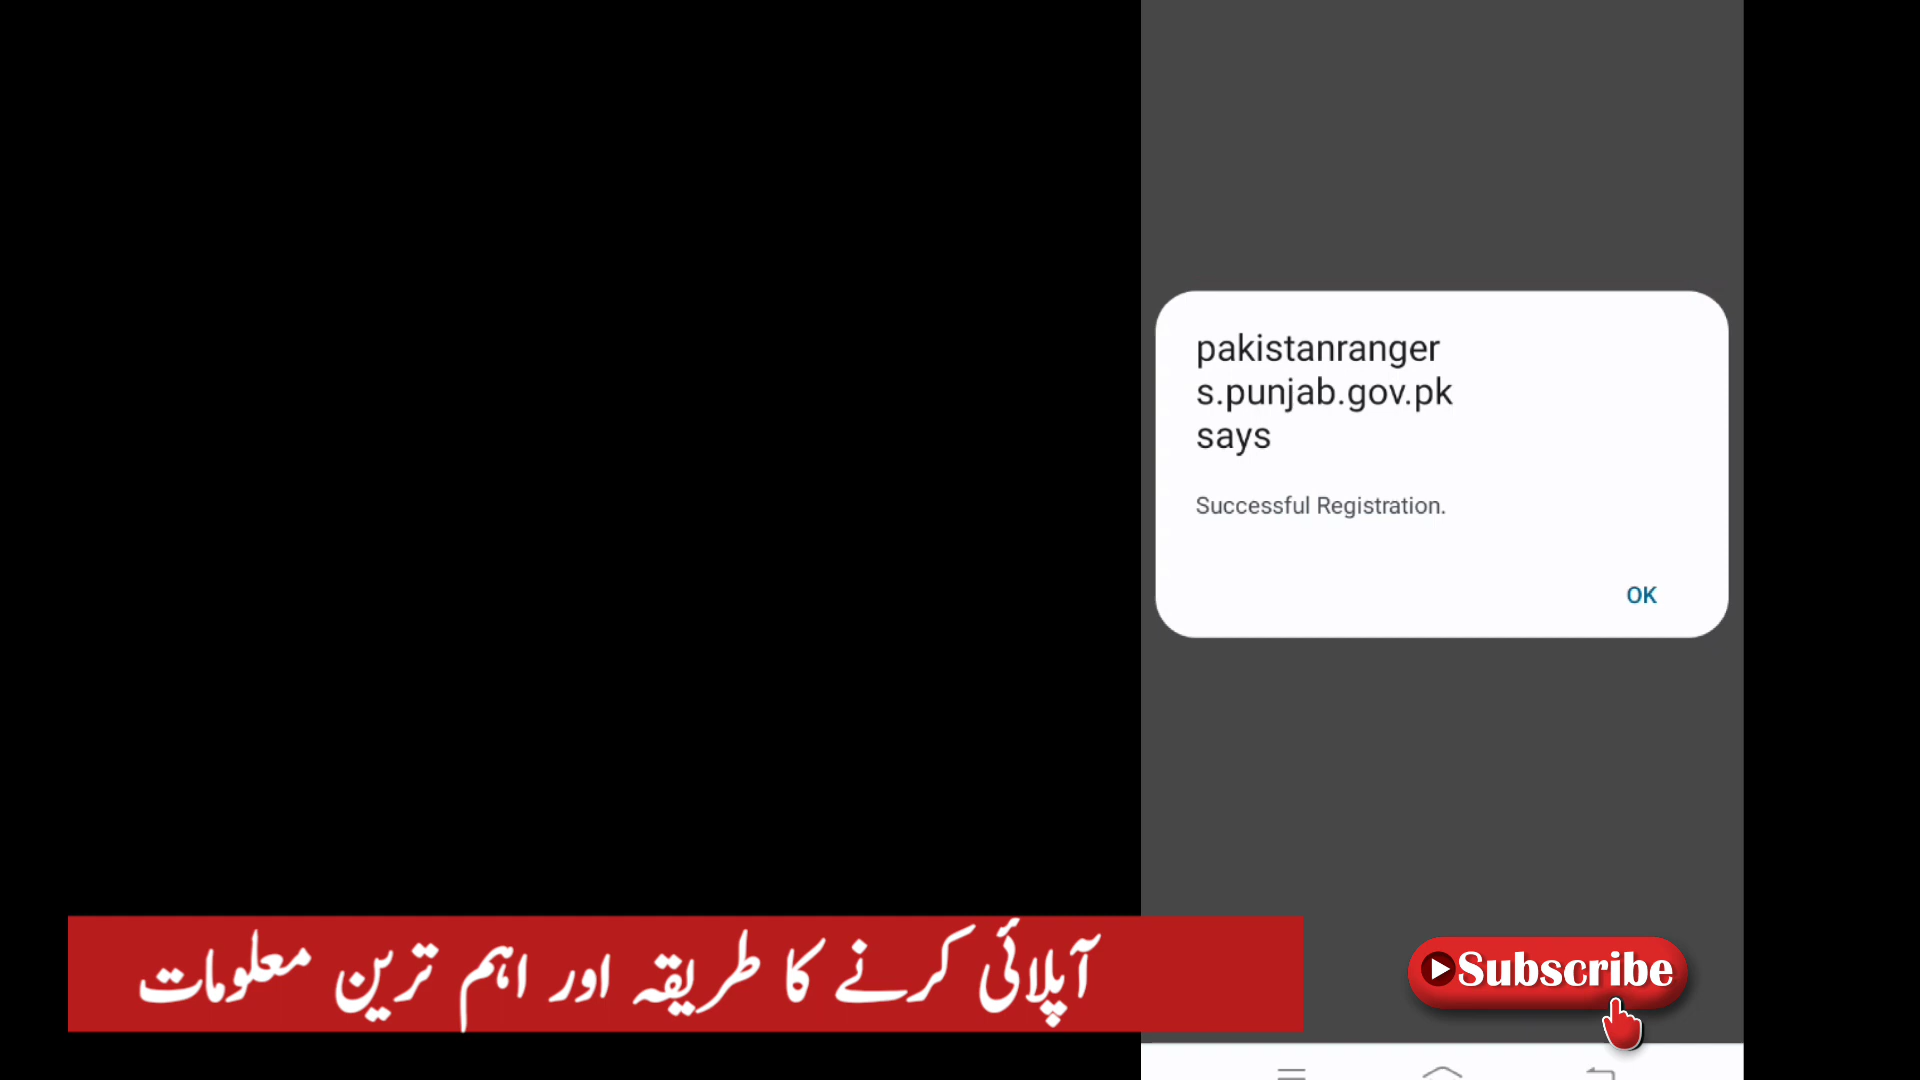 pakistanranger
s.punjab.gov.pk
says
Successful Registration.
OK
آپلائی کرنے کا طریقہ اور اہم ترین معلومات
Subscribe